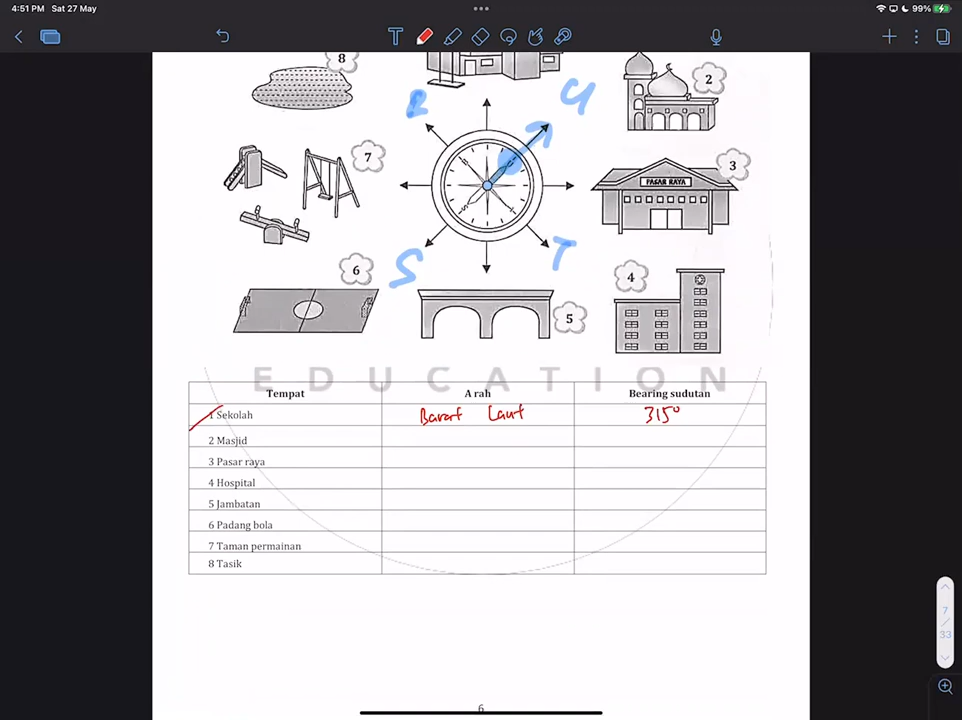 4:51 PM Sat 27 May
99%
8
B
U
2
7
3
PASAR RAYA
S
T
6
4
5
EDUCATION
Tempat Arah Bearing sudutan
1 Sekolah Barat Laut 315°
2 Masjid
3 Pasar raya
4 Hospital
5 Jambatan
6 Padang bola
7 Taman permainan
8 Tasik
7
/
33
6